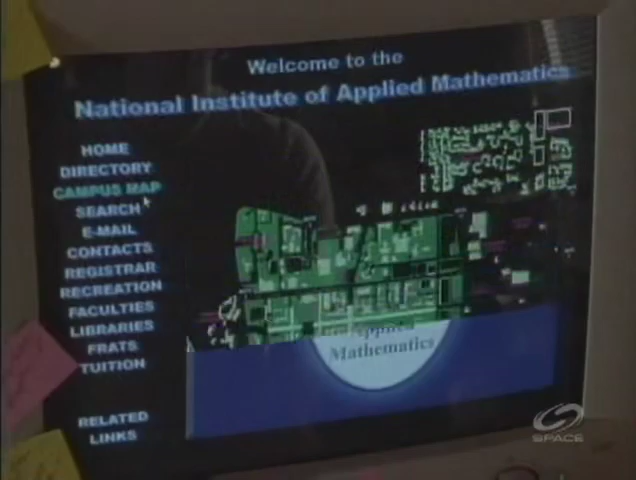 Welcome to the
National Institute of Applied Mathematics
HOME
DIRECTORY
CAMPUS MAP
SEARCH
E-MAIL
CONTACTS
REGISTRAR
RECREATION
FACULTIES
LIBRARIES
FRATS
TUITION
RELATED
LINKS
Applied
Mathematics
SPACE